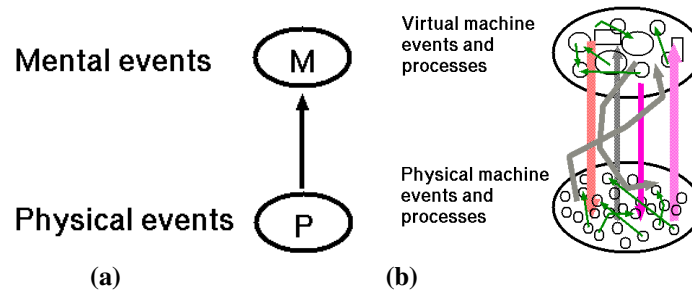 Mental events
M
Physical events
P
(a)
Virtual machine
events and
processes
Physical machine
events and
processes
(b)